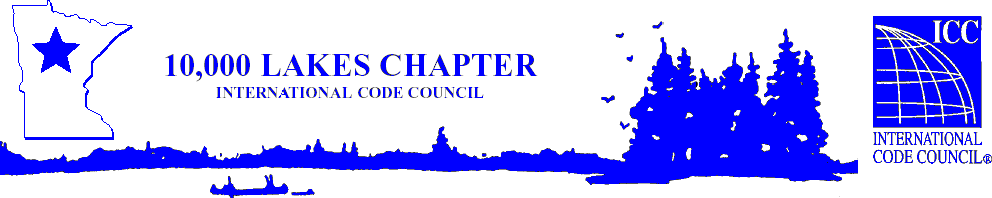 10,000 LAKES CHAPTER
INTERNATIONAL CODE COUNCIL
ICC
INTERNATIONAL
CODE COUNCIL®